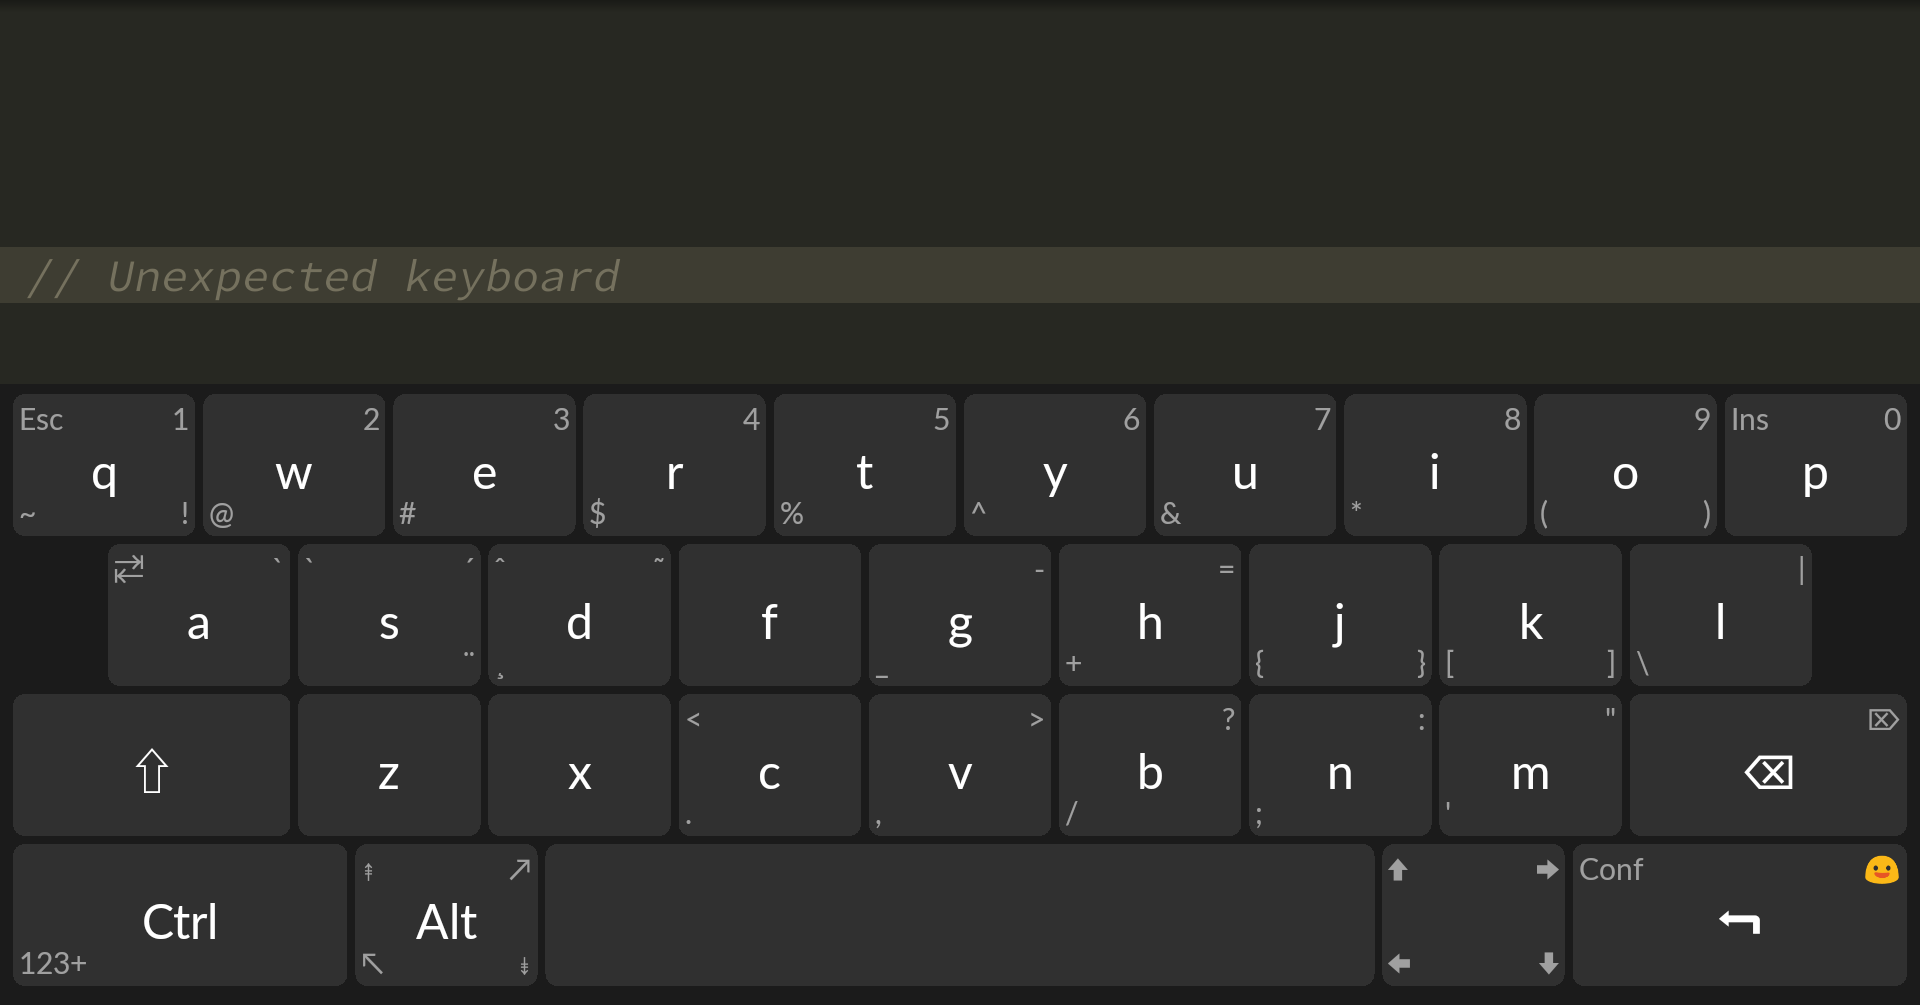 // Unexpected keyboard
Esc 1 2 3 4 5 6 7 8 9 Ins 0
q w e r t y u i o p
~ ! @ # $ % ^ & * ( )
` ` ´ ˆ ˜ - = |
a s d f g h j k l
¨ ¸ _ + { } [ ] \
< > ? : "
z x c v b n m
. , / ; '
Conf
Ctrl Alt
123+